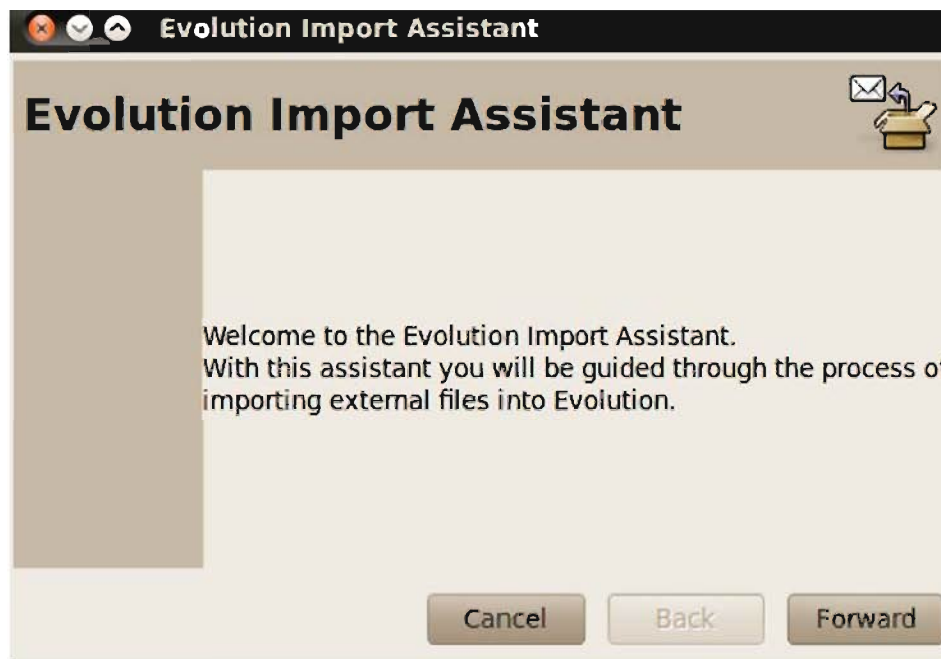 Evolution Import Assistant
Evolution Import Assistant
Welcome to the Evolution Import Assistant.
With this assistant you will be guided through the process of
importing external files into Evolution.
Cancel Back Forward